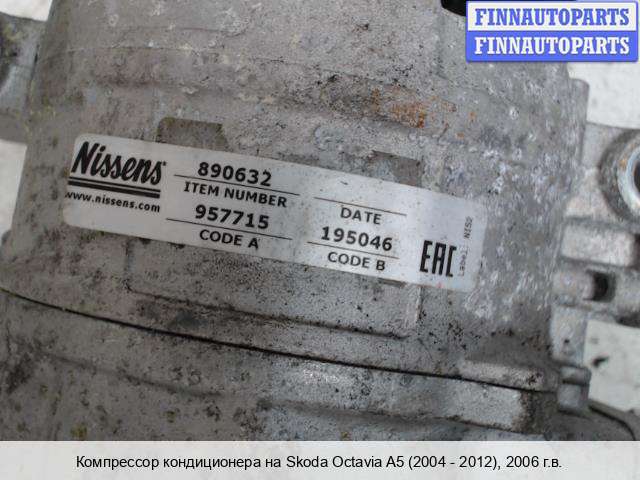 FINNAUTOPARTS
FINNAUTOPARTS
Nissens
www.nissens.com
890632
ITEM NUMBER
957715
CODE A
DATE
195046
CODE B
EAC
NISS
Компрессор кондиционера на Skoda Octavia A5 (2004 - 2012), 2006 г.в.